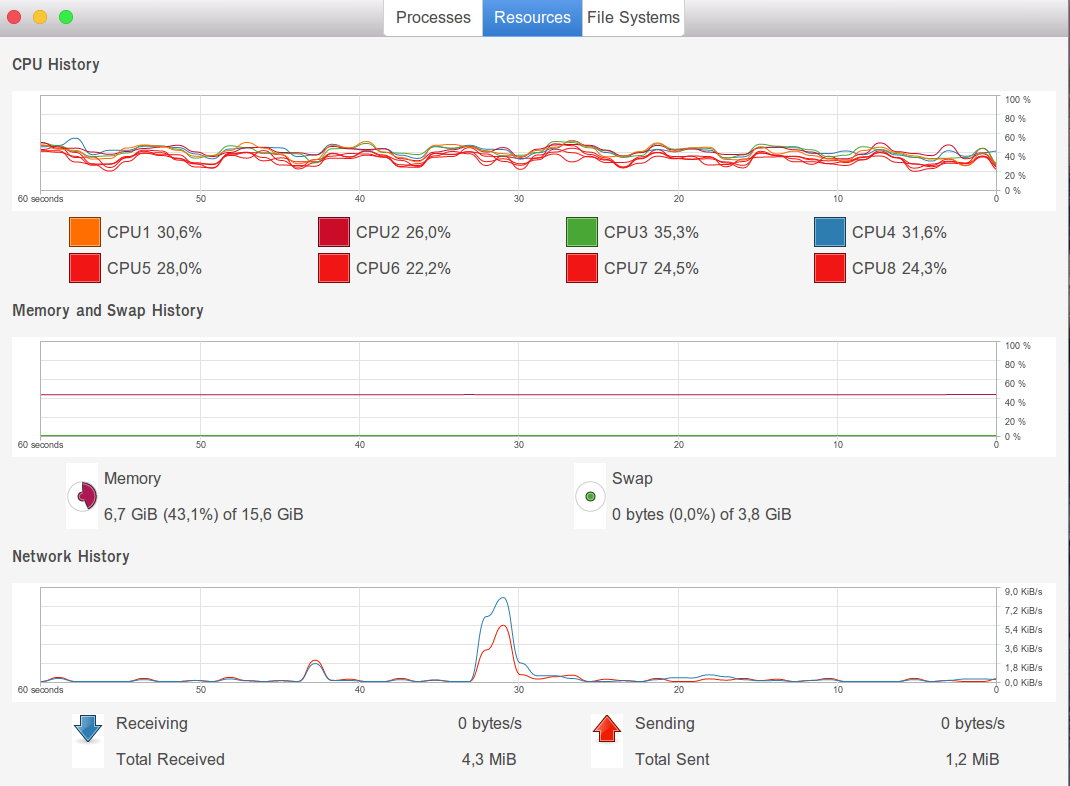 Processes Resources File Systems
CPU History
100 %
80 %
60 %
40 %
20 %
0 %
60 seconds 50 40 30 20 10 0
CPU1 30,6% CPU2 26,0% CPU3 35,3% CPU4 31,6%
CPU5 28,0% CPU6 22,2% CPU7 24,5% CPU8 24,3%
Memory and Swap History
100 %
80 %
60 %
40 %
20 %
0 %
60 seconds 50 40 30 20 10 0
Memory Swap
6,7 GiB (43,1%) of 15,6 GiB 0 bytes (0,0%) of 3,8 GiB
Network History
9,0 KiB/s
7,2 KiB/s
5,4 KiB/s
3,6 KiB/s
1,8 KiB/s
0,0 KiB/s
60 seconds 50 40 30 20 10 0
Receiving 0 bytes/s Sending 0 bytes/s
Total Received 4,3 MiB Total Sent 1,2 MiB